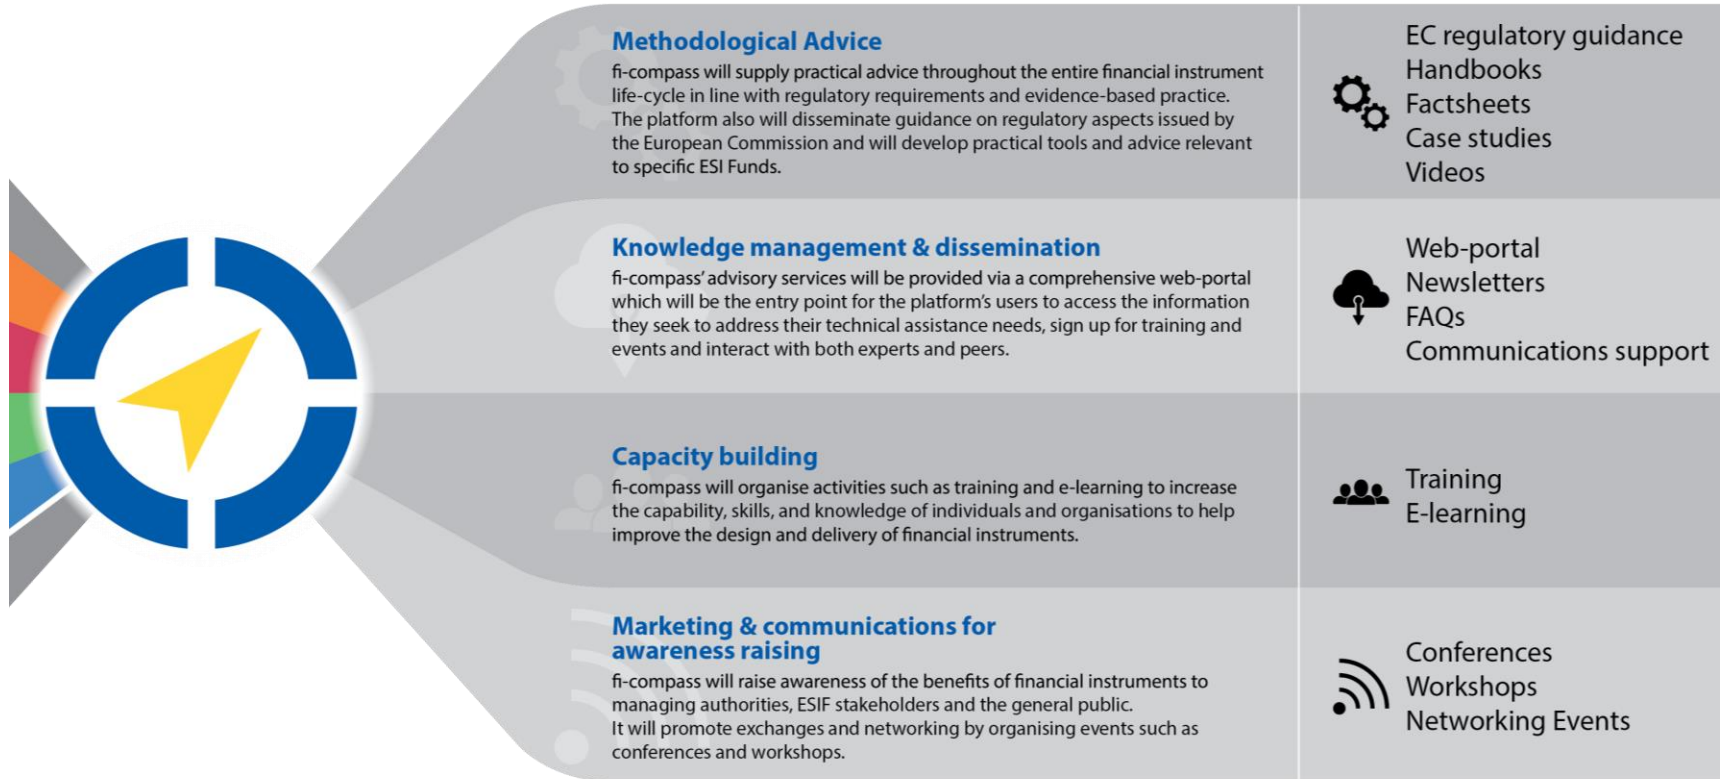 Methodological Advice
fi-compass will supply practical advice throughout the entire financial instrument
life-cycle in line with regulatory requirements and evidence-based practice.
The platform also will disseminate guidance on regulatory aspects issued by
the European Commission and will develop practical tools and advice relevant
to specific ESI Funds.
EC regulatory guidance
Handbooks
Factsheets
Case studies
Videos
Knowledge management & dissemination
fi-compass' advisory services will be provided via a comprehensive web-portal
which will be the entry point for the platform's users to access the information
they seek to address their technical assistance needs, sign up for training and
events and interact with both experts and peers.
Web-portal
Newsletters
FAQs
Communications support
Capacity building
fi-compass will organise activities such as training and e-learning to increase
the capability, skills, and knowledge of individuals and organisations to help
improve the design and delivery of financial instruments.
Training
E-learning
Marketing & communications for
awareness raising
fi-compass will raise awareness of the benefits of financial instruments to
managing authorities, ESIF stakeholders and the general public.
It will promote exchanges and networking by organising events such as
conferences and workshops.
Conferences
Workshops
Networking Events